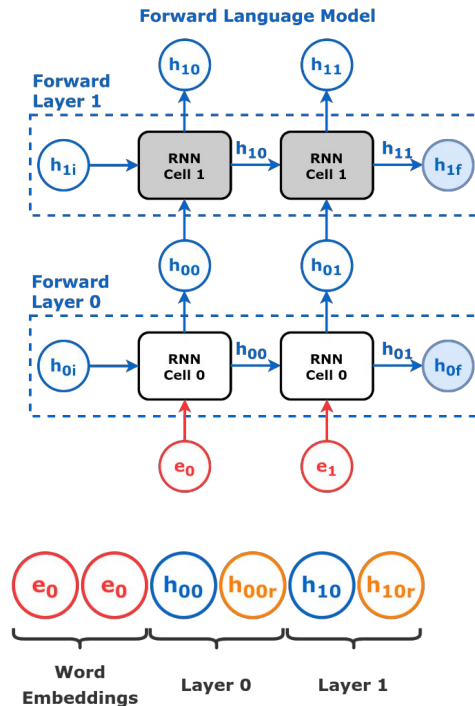 Forward Language Model
h10 h11
Forward
Layer 1
h1i RNN Cell 1 h10 RNN Cell 1 h11 h1f
h00 h01
Forward
Layer 0
h0i RNN Cell 0 h00 RNN Cell 0 h01 h0f
e0 e1
e0 e0 h00 h00r h10 h10r
Word
Embeddings Layer 0 Layer 1